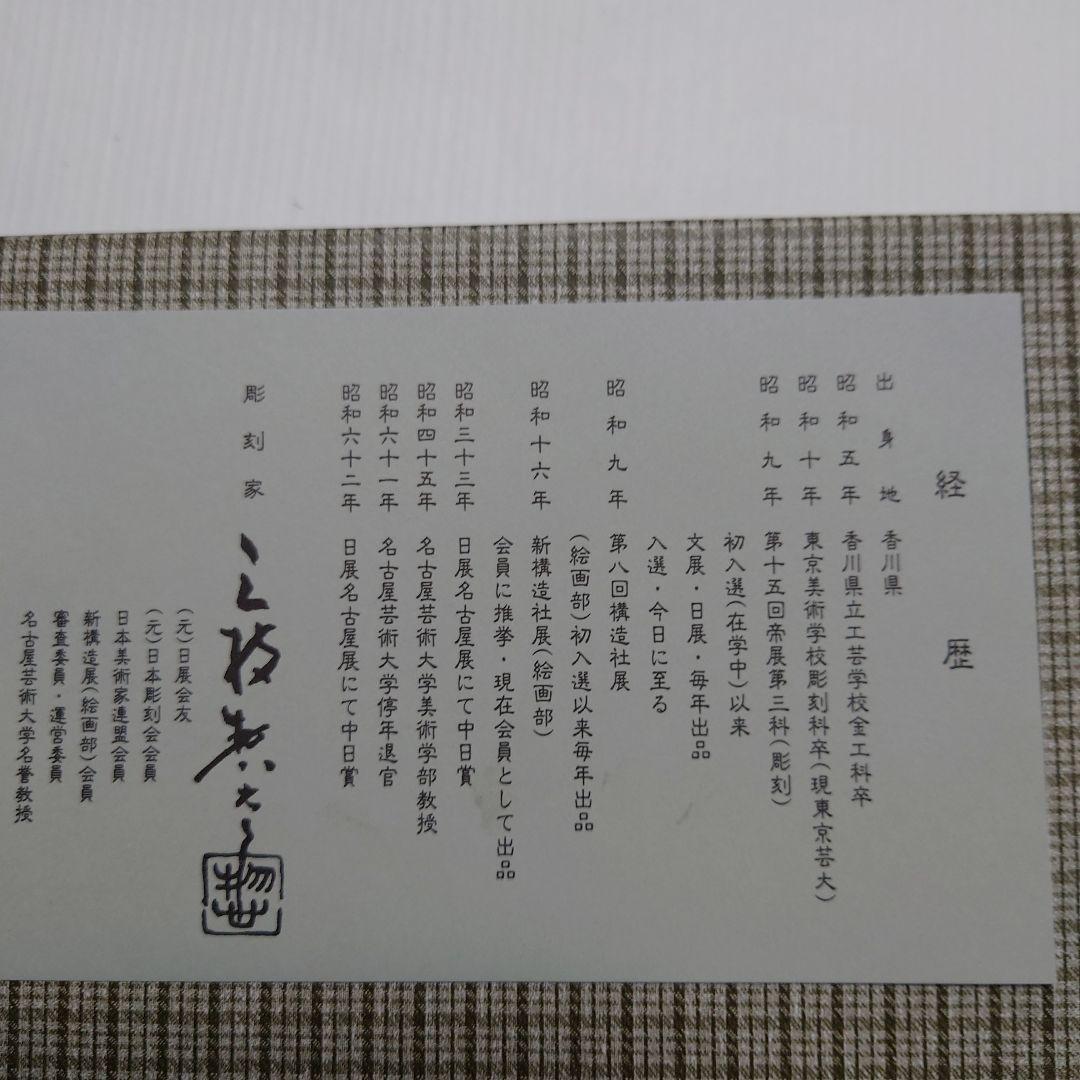 経歴
出身地 香川県
昭和五年 香川県立工芸学校金工科卒
昭和十年 東京美術学校彫刻科卒(現東京芸大)
昭和九年 第十五回帝展第三科(彫刻)
初入選(在学中)以来
文展・日展・毎年出品
入選・今日に至る
昭和九年 第八回構造社展
(絵画部)初入選以来毎年出品
昭和十六年 新構造社展(絵画部)
会員に推挙・現在会員として出品
昭和三十三年 日展名古屋展にて中日賞
昭和四十五年 名古屋芸術大学美術学部教授
昭和六十一年 名古屋芸術大学停年退官
昭和六十二年 日展名古屋展にて中日賞
彫刻家 三枝惣太郎
(元)日展会友
(元)日本彫刻会会員
日本美術家連盟会員
新構造展(絵画部)会員
審査委員・運営委員
名古屋芸術大学名誉教授